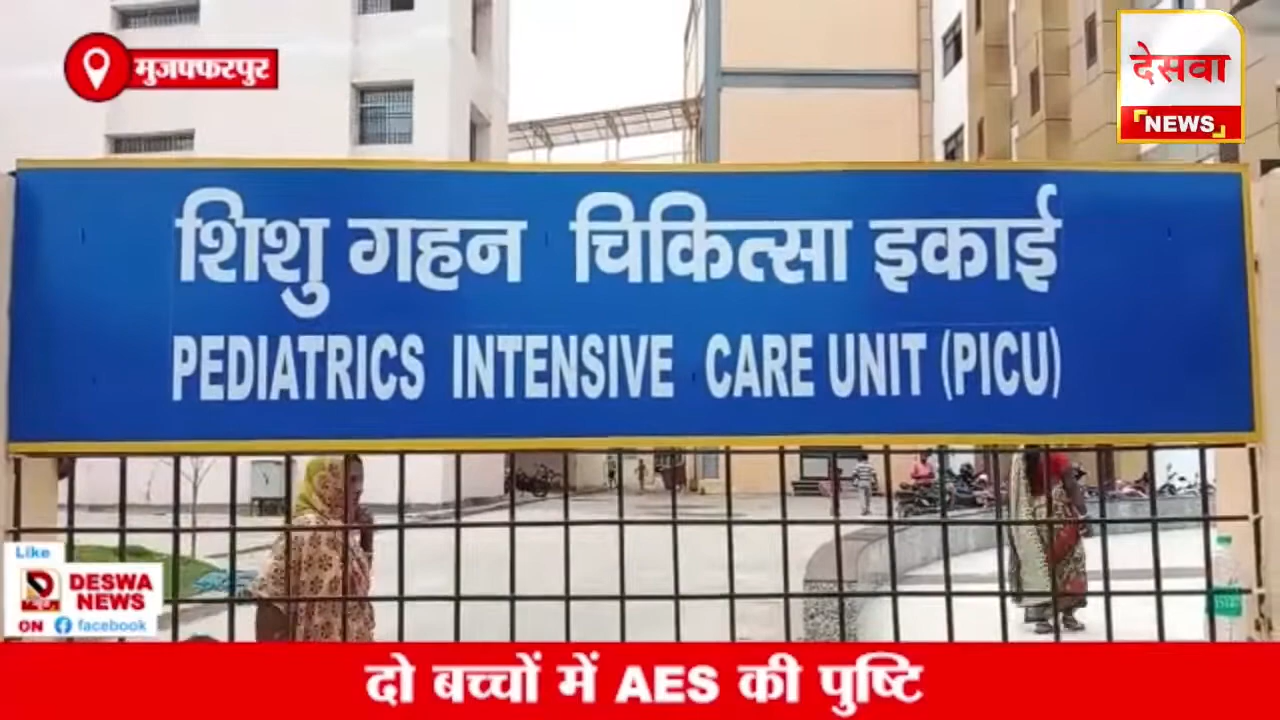 मुजफ्फरपुर
देसवा
NEWS
शिशु गहन चिकित्सा इकाई
PEDIATRICS INTENSIVE CARE UNIT (PICU)
Like
DESWA
NEWS
ON facebook
दो बच्चों में AES की पुष्टि